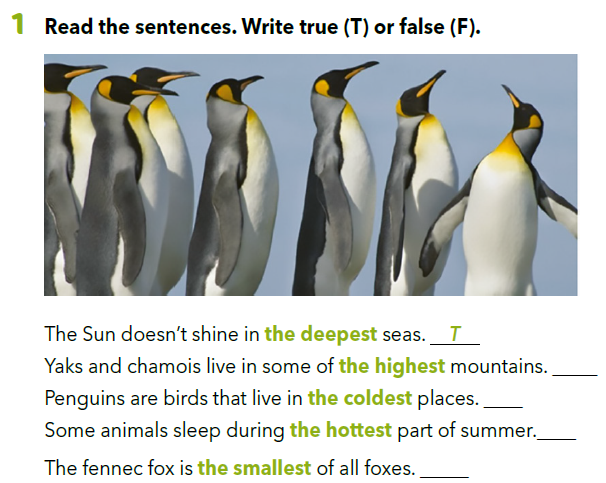 1 Read the sentences. Write true (T) or false (F).
The Sun doesn't shine in the deepest seas. __T__
Yaks and chamois live in some of the highest mountains. _____
Penguins are birds that live in the coldest places. ____
Some animals sleep during the hottest part of summer.____
The fennec fox is the smallest of all foxes. _____